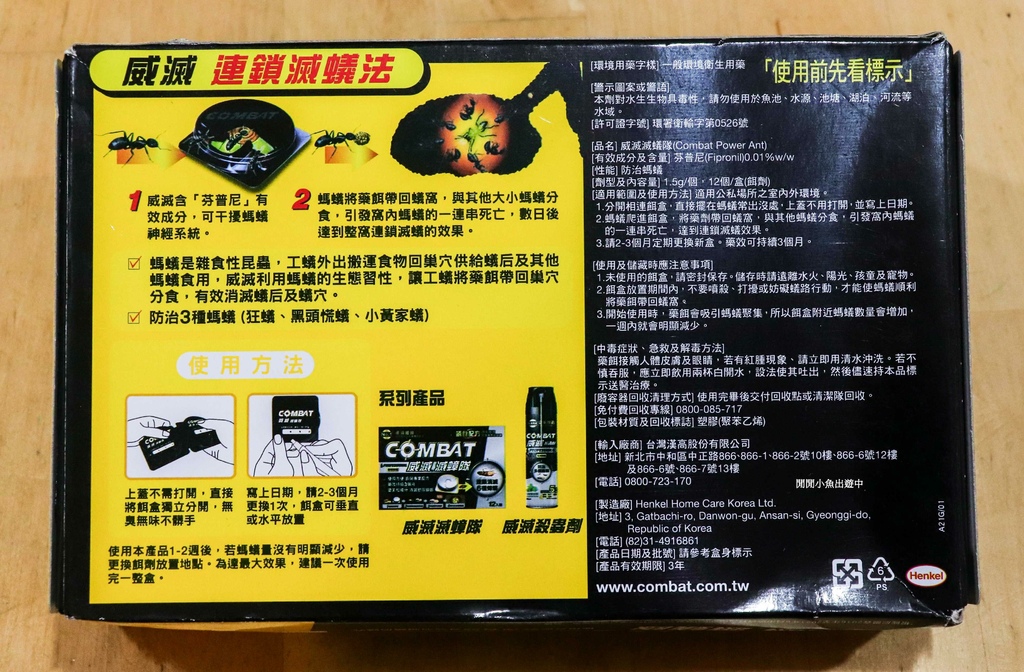 威滅 連鎖滅蟻法
COMBAT
1 威滅含「芬普尼」有
效成分，可干擾螞蟻
神經系統。
2 螞蟻將藥餌帶回蟻窩，與其他大小螞蟻分
食，引發窩內螞蟻的一連串死亡，數日後
達到整窩連鎖滅蟻的效果。
螞蟻是雜食性昆蟲，工蟻外出搬運食物回巢穴供給蟻后及其他
螞蟻食用，威滅利用螞蟻的生態習性，讓工蟻將藥餌帶回巢穴
分食，有效消滅蟻后及蟻穴。
防治3種螞蟻 (狂蟻、黑頭慌蟻、小黃家蟻)
使用方法
COMBAT
上蓋不需打開，直接
將餌盒獨立分開，無
臭無味不髒手
寫上日期，請2-3個月
更換1次，餌盒可垂直
或水平放置
系列產品
COMBAT
威滅滅蟑隊
COMBAT
威滅
威滅滅蟑隊
威滅殺蟲劑
使用本產品1-2週後，若螞蟻量沒有明顯減少，請
更換餌劑放置地點。為達最大效果，建議一次使用
完一整盒。
[環境用藥字樣] 一般環境衛生用藥
「使用前先看標示」
[警示圖案或警語]
本劑對水生生物具毒性，請勿使用於魚池、水源、池塘、湖泊、河流等
水域。
[許可證字號] 環署衛輸字第0526號
[品名] 威滅滅螞蟻隊(Combat Power Ant)
[有效成分及含量] 芬普尼(Fipronil)0.01%w/w
[性能] 防治螞蟻
[劑型及內容量] 1.5g/個，12個/盒(餌劑)
[適用範圍及使用方法] 適用公私場所之室內外環境。
1.分開相連餌盒，直接擺在螞蟻常出沒處，上蓋不用打開，並寫上日期。
2.螞蟻爬進餌盒，將藥劑帶回蟻窩，與其他螞蟻分食，引發窩內螞蟻
的一連串死亡，達到連鎖滅蟻效果。
3.請2-3個月定期更換新盒。藥效可持續3個月。
[使用及儲藏時應注意事項]
1.未使用的餌盒，請密封保存。儲存時請遠離水火、陽光、孩童及寵物。
2.餌盒放置期間內，不要噴殺、打擾或妨礙蟻路行動，才能使螞蟻順利
將藥餌帶回蟻窩。
3.開始使用時，藥餌會吸引螞蟻聚集，所以餌盒附近螞蟻數量會增加，
一週內就會明顯減少。
[中毒症狀、急救及解毒方法]
藥餌接觸人體皮膚及眼睛，若有紅腫現象、請立即用清水沖洗。若不
慎吞服，應立即飲用兩杯白開水，設法使其吐出，然後儘速持本品標
示送醫治療。
[廢容器回收清理方式] 使用完畢後交付回收點或清潔隊回收。
[免付費回收專線] 0800-085-717
[包裝材質及回收標誌] 塑膠(聚苯乙烯)
[輸入廠商] 台灣漢高股份有限公司
[地址] 新北市中和區中正路866、866-1、866-2號10樓、866-6號12樓
及866-6號、866-7號13樓
[電話] 0800-723-170
閒閒小魚出遊中
[製造廠] Henkel Home Care Korea Ltd.
[地址] 3, Gatbachi-ro, Danwon-gu, Ansan-si, Gyeonggi-do,
Republic of Korea
[電話] (82)31-4916861
[產品日期及批號] 請參考盒身標示
[產品有效期限] 3年
www.combat.com.tw
6
PS
Henkel
A21G/01